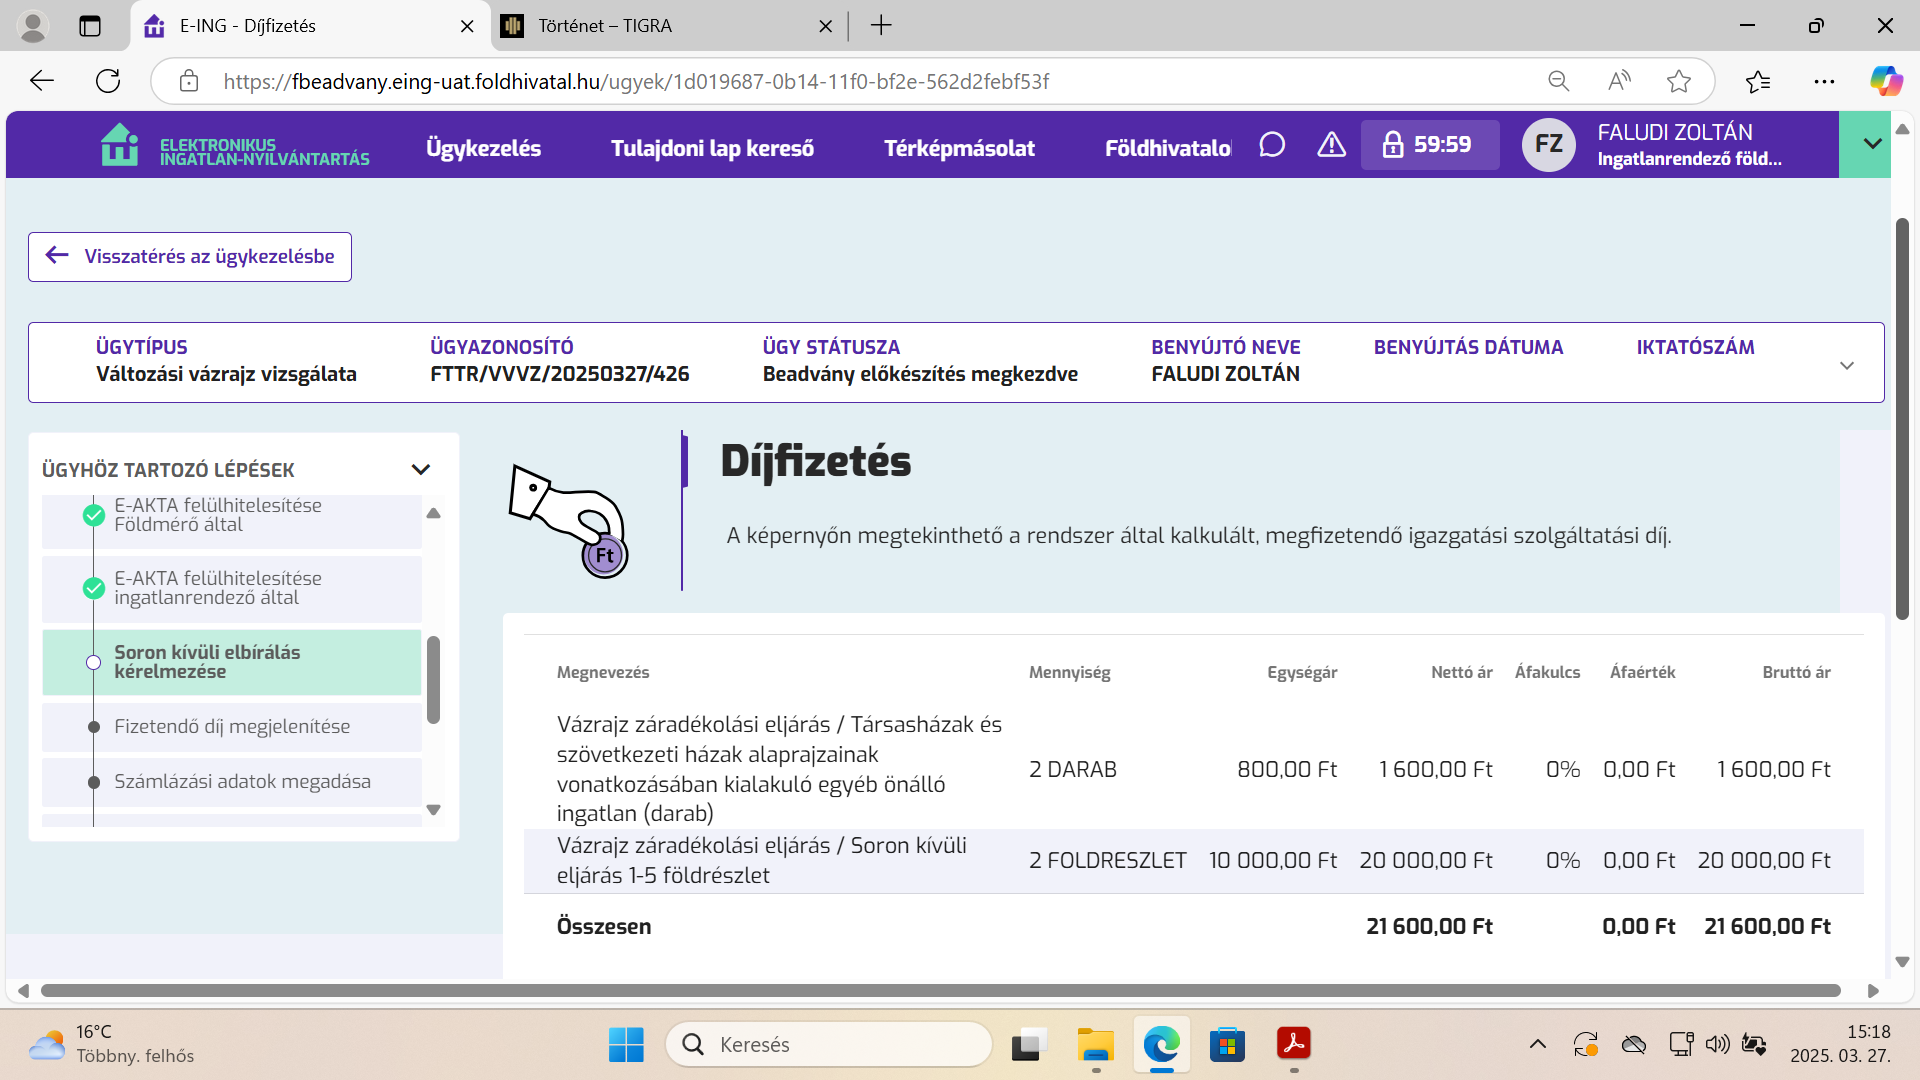 E-ING - Díjfizetés
Történet – TIGRA
https://fbeadvany.eing-uat.foldhivatal.hu/ugyek/1d019687-0b14-11f0-bf2e-562d2febf53f
ELEKTRONIKUS
INGATLAN-NYILVÁNTARTÁS
Ügykezelés
Tulajdoni lap kereső
Térképmásolat
Földhivatalo
59:59
FZ
FALUDI ZOLTÁN
Ingatlanrendező föld...
Visszatérés az ügykezelésbe
ÜGYTÍPUS
Változási vázrajz vizsgálata
ÜGYAZONOSÍTÓ
FTTR/VVVZ/20250327/426
ÜGY STÁTUSZA
Beadvány előkészítés megkezdve
BENYÚJTÓ NEVE
FALUDI ZOLTÁN
BENYÚJTÁS DÁTUMA
IKTATÓSZÁM
ÜGYHÖZ TARTOZÓ LÉPÉSEK
E-AKTA felülhitelesítése
Földmérő által
E-AKTA felülhitelesítése
ingatlanrendező által
Soron kívüli elbírálás
kérelmezése
Fizetendő díj megjelenítése
Számlázási adatok megadása
Ft
Díjfizetés
A képernyőn megtekinthető a rendszer által kalkulált, megfizetendő igazgatási szolgáltatási díj.
Megnevezés Mennyiség Egységár Nettó ár Áfakulcs Áfaérték Bruttó ár
Vázrajz záradékolási eljárás / Társasházak és
szövetkezeti házak alaprajzainak
vonatkozásában kialakuló egyéb önálló
ingatlan (darab)
2 DARAB 800,00 Ft 1 600,00 Ft 0% 0,00 Ft 1 600,00 Ft
Vázrajz záradékolási eljárás / Soron kívüli
eljárás 1-5 földrészlet
2 FOLDRESZLET 10 000,00 Ft 20 000,00 Ft 0% 0,00 Ft 20 000,00 Ft
Összesen 21 600,00 Ft 0,00 Ft 21 600,00 Ft
16°C
Többny. felhős
Keresés
15:18
2025. 03. 27.